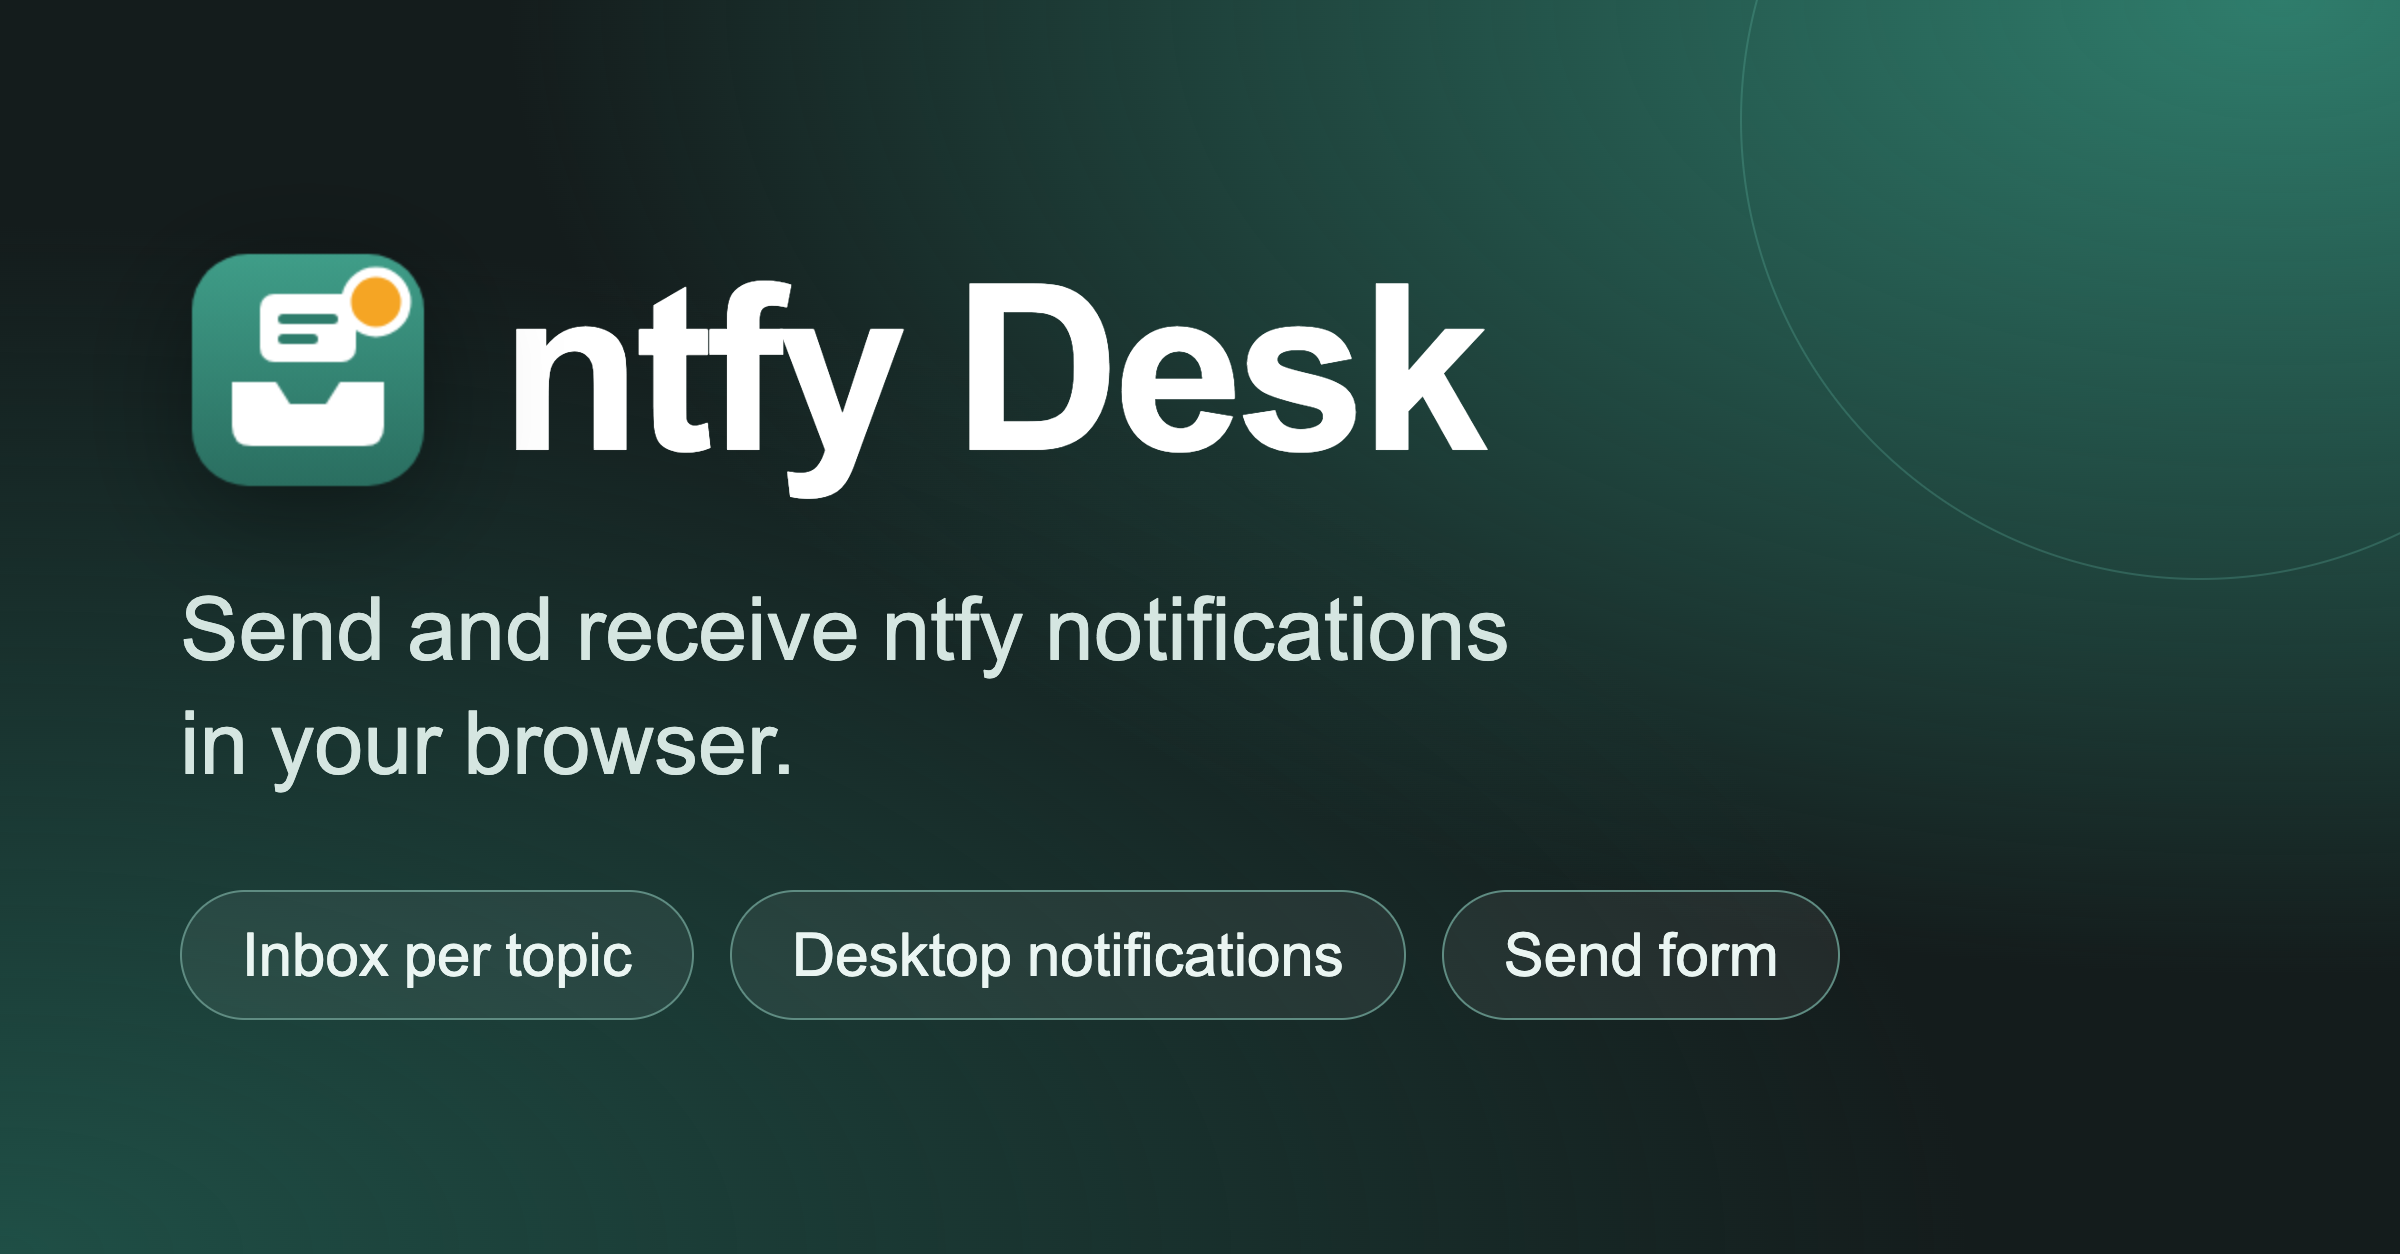 ntfy Desk
Send and receive ntfy notifications
in your browser.
Inbox per topic
Desktop notifications
Send form